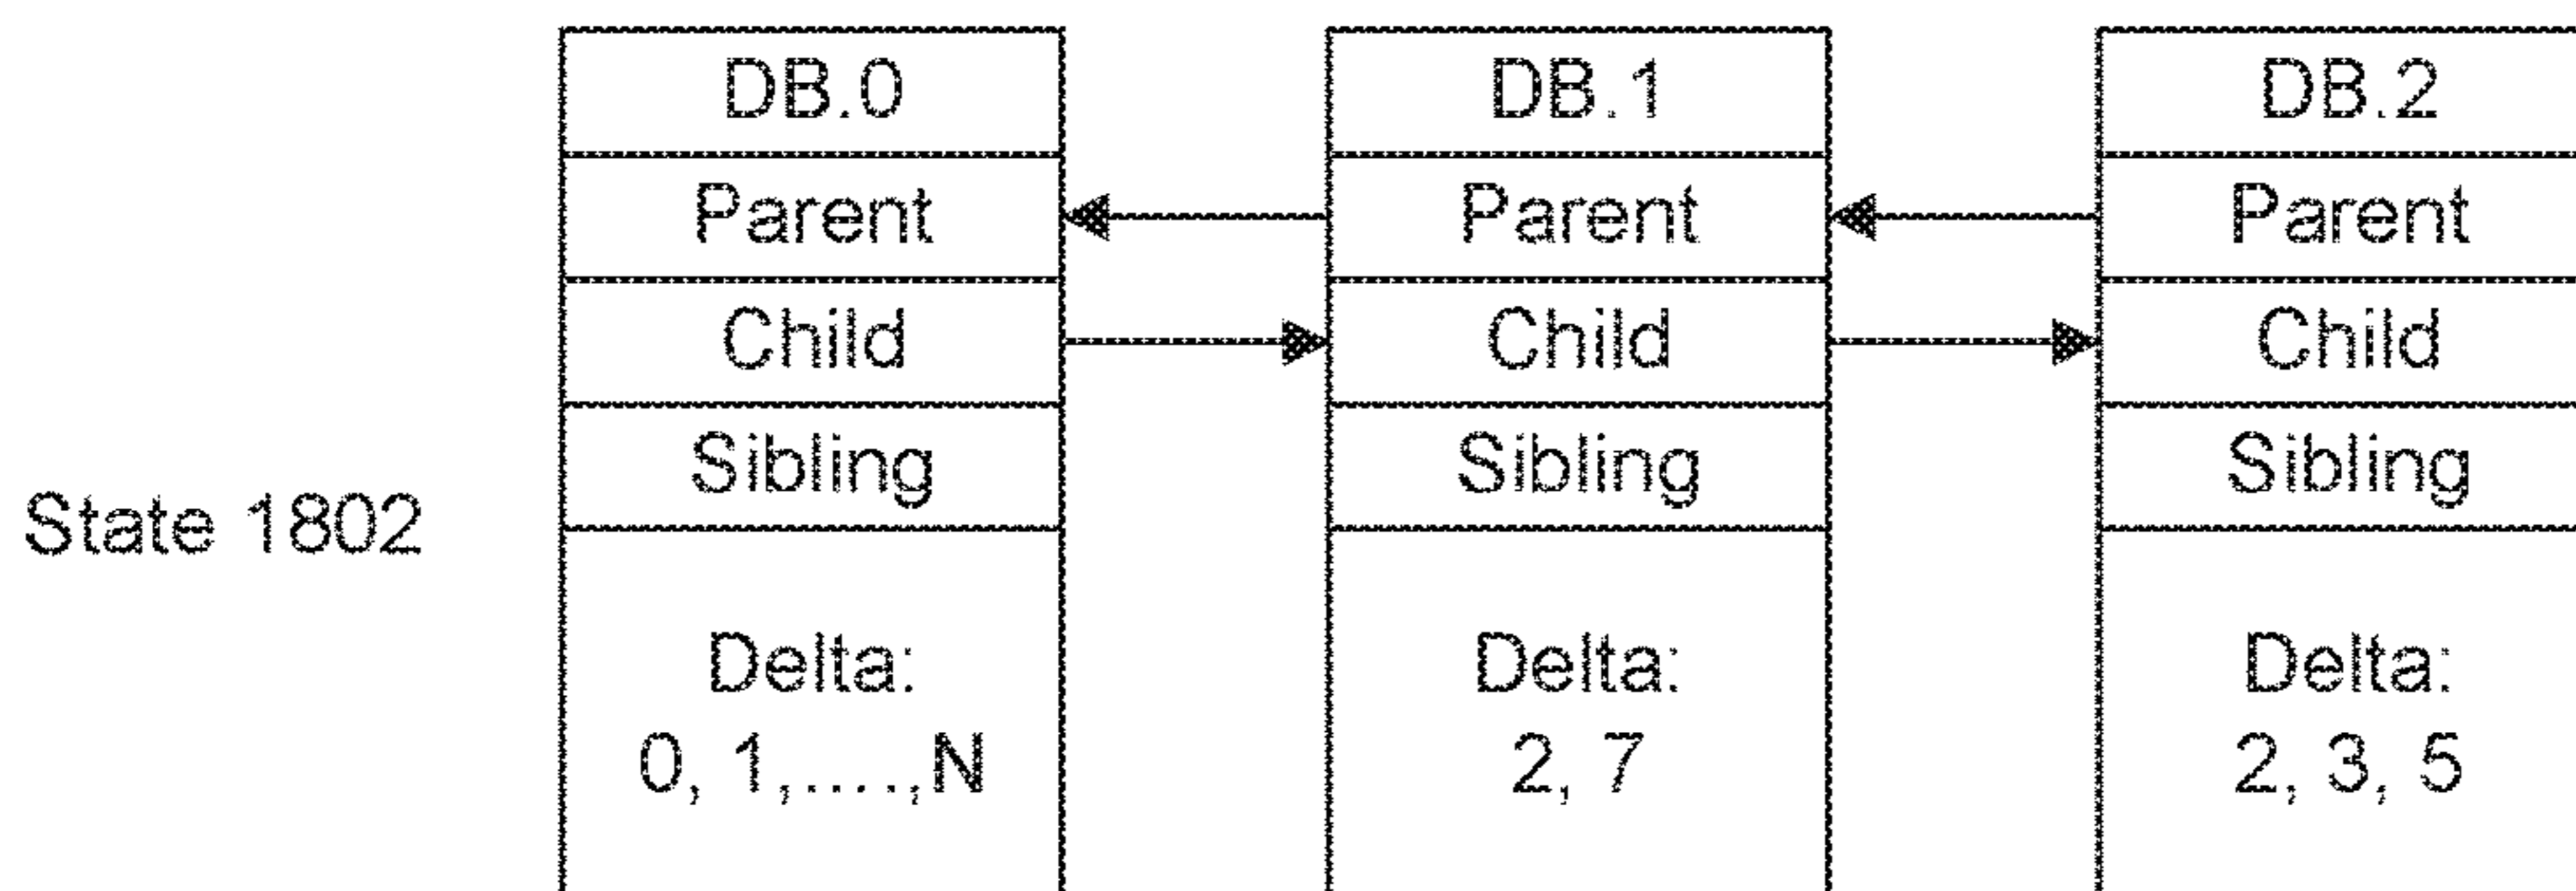 DB.0 DB.1 DB.2
Parent Parent Parent
Child Child Child
Sibling Sibling Sibling
State 1802
Delta: Delta: Delta:
0, 1,....,N 2, 7 2, 3, 5